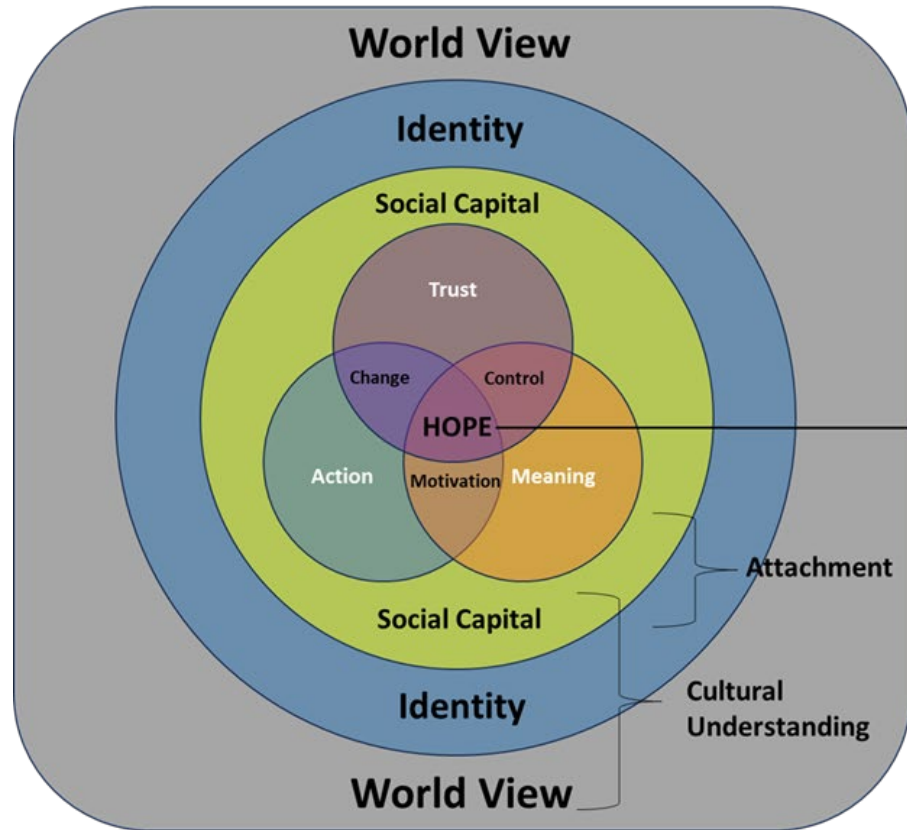 World View
Identity
Social Capital
Trust
Change
Control
HOPE
Action
Motivation
Meaning
Attachment
Social Capital
Cultural
Understanding
Identity
World View